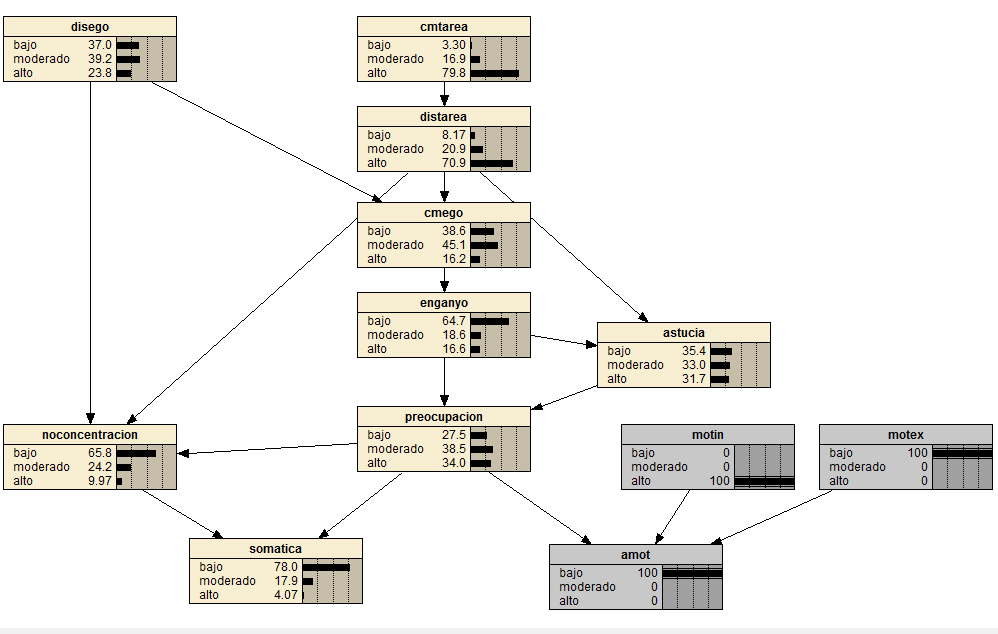 disego
bajo 37.0
moderado 39.2
alto 23.8
cmtarea
bajo 3.30
moderado 16.9
alto 79.8
distarea
bajo 8.17
moderado 20.9
alto 70.9
cmego
bajo 38.6
moderado 45.1
alto 16.2
enganyo
bajo 64.7
moderado 18.6
alto 16.6
astucia
bajo 35.4
moderado 33.0
alto 31.7
preocupacion
bajo 27.5
moderado 38.5
alto 34.0
noconcentracion
bajo 65.8
moderado 24.2
alto 9.97
motin
bajo 0
moderado 0
alto 100
motex
bajo 100
moderado 0
alto 0
somatica
bajo 78.0
moderado 17.9
alto 4.07
amot
bajo 100
moderado 0
alto 0